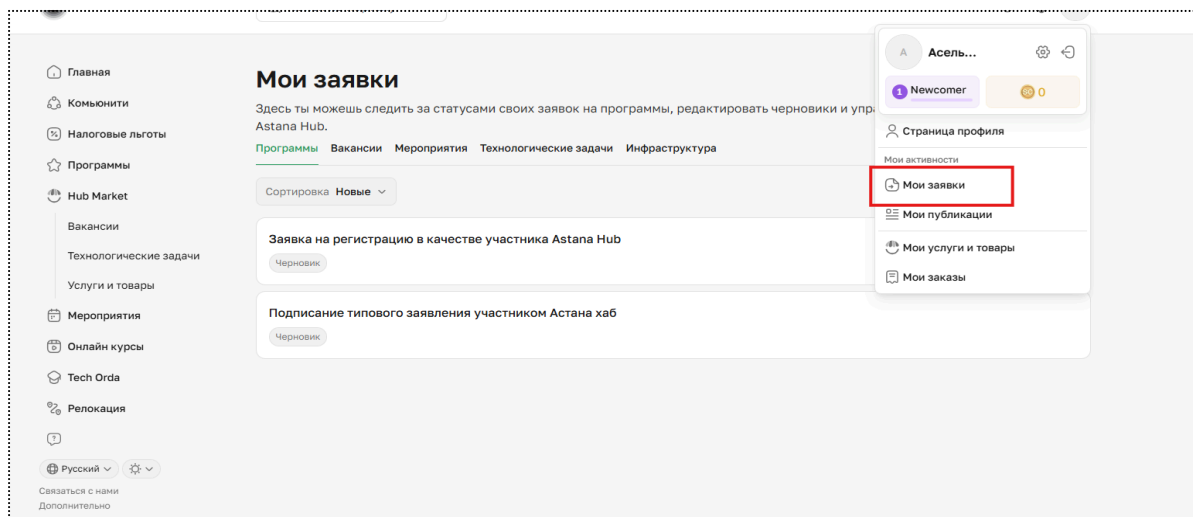 Главная
Комьюнити
Налоговые льготы
Программы
Hub Market
Вакансии
Технологические задачи
Услуги и товары
Мероприятия
Онлайн курсы
Tech Orda
Релокация
Русский
Связаться с нами
Дополнительно
Мои заявки
Здесь ты можешь следить за статусами своих заявок на программы, редактировать черновики и
Astana Hub.
Программы Вакансии Мероприятия Технологические задачи Инфраструктура
Сортировка Новые
Заявка на регистрацию в качестве участника Astana Hub
Черновик
Подписание типового заявления участником Астана хаб
Черновик
А Асель...
1 Newcomer
SC 0
Страница профиля
Мои активности
Мои заявки
Мои публикации
Мои услуги и товары
Мои заказы